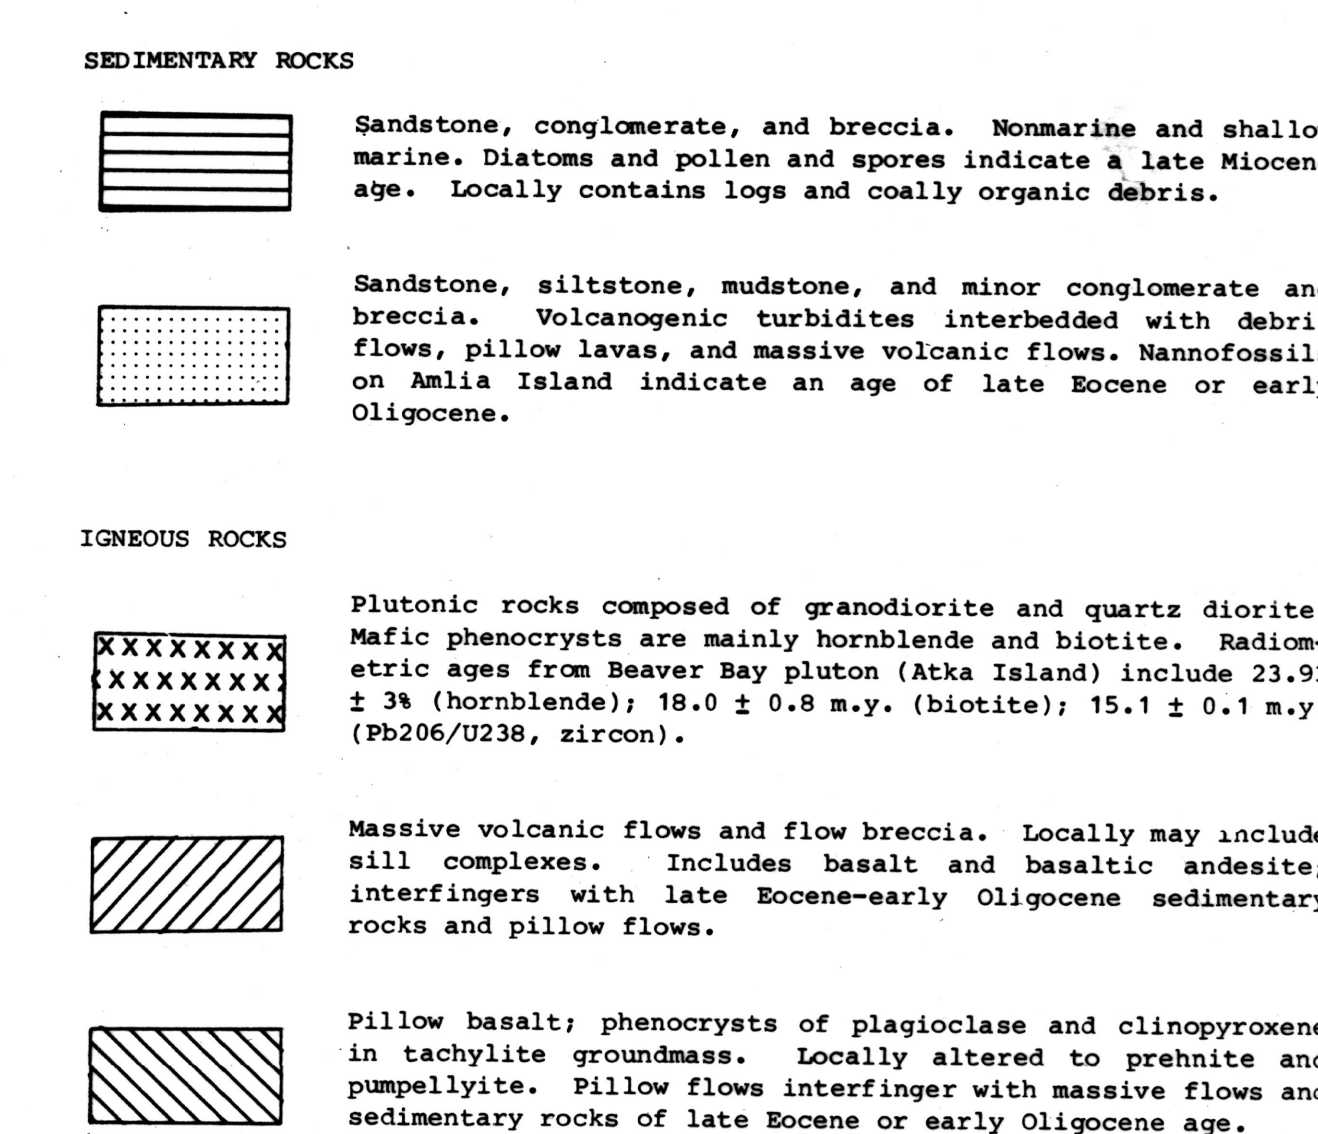 SEDIMENTARY ROCKS
Sandstone, conglomerate, and breccia. Nonmarine and shallo
marine. Diatoms and pollen and spores indicate a late Miocen
age. Locally contains logs and coally organic debris.
Sandstone, siltstone, mudstone, and minor conglomerate an
breccia. Volcanogenic turbidites interbedded with debri
flows, pillow lavas, and massive volcanic flows. Nannofossil
on Amlia Island indicate an age of late Eocene or early
Oligocene.
IGNEOUS ROCKS
Plutonic rocks composed of granodiorite and quartz diorite
Mafic phenocrysts are mainly hornblende and biotite. Radiom-
etric ages from Beaver Bay pluton (Atka Island) include 23.9
± 3% (hornblende); 18.0 ± 0.8 m.y. (biotite); 15.1 ± 0.1 m.y
(Pb206/U238, zircon).
Massive volcanic flows and flow breccia. Locally may include
sill complexes. Includes basalt and basaltic andesite;
interfingers with late Eocene-early Oligocene sedimentary
rocks and pillow flows.
Pillow basalt; phenocrysts of plagioclase and clinopyroxene
in tachylite groundmass. Locally altered to prehnite and
pumpellyite. Pillow flows interfinger with massive flows and
sedimentary rocks of late Eocene or early Oligocene age.